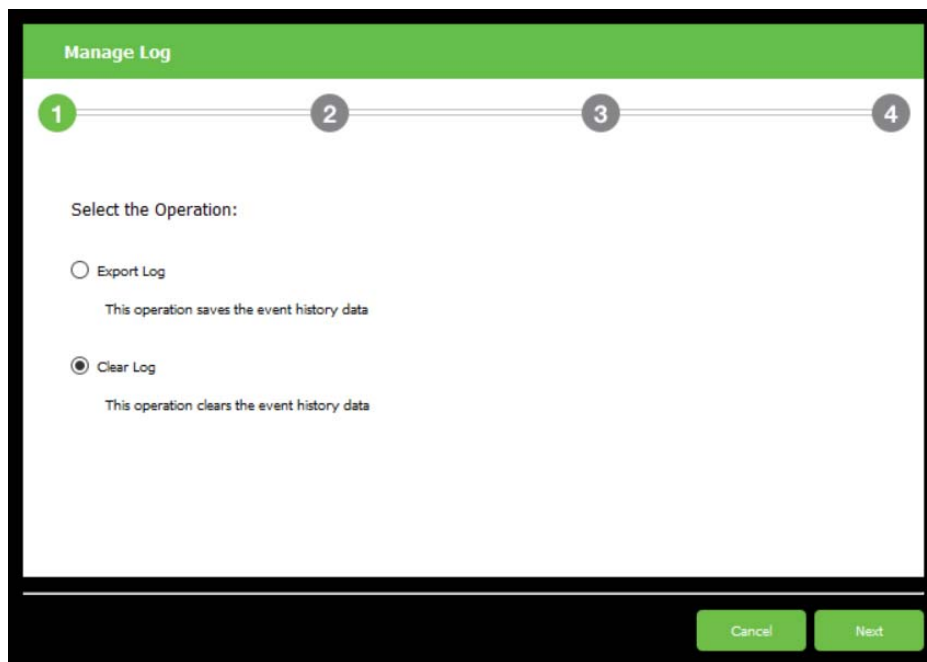 Manage Log
1 2 3 4
Select the Operation:
Export Log
This operation saves the event history data
Clear Log
This operation clears the event history data
Cancel Next